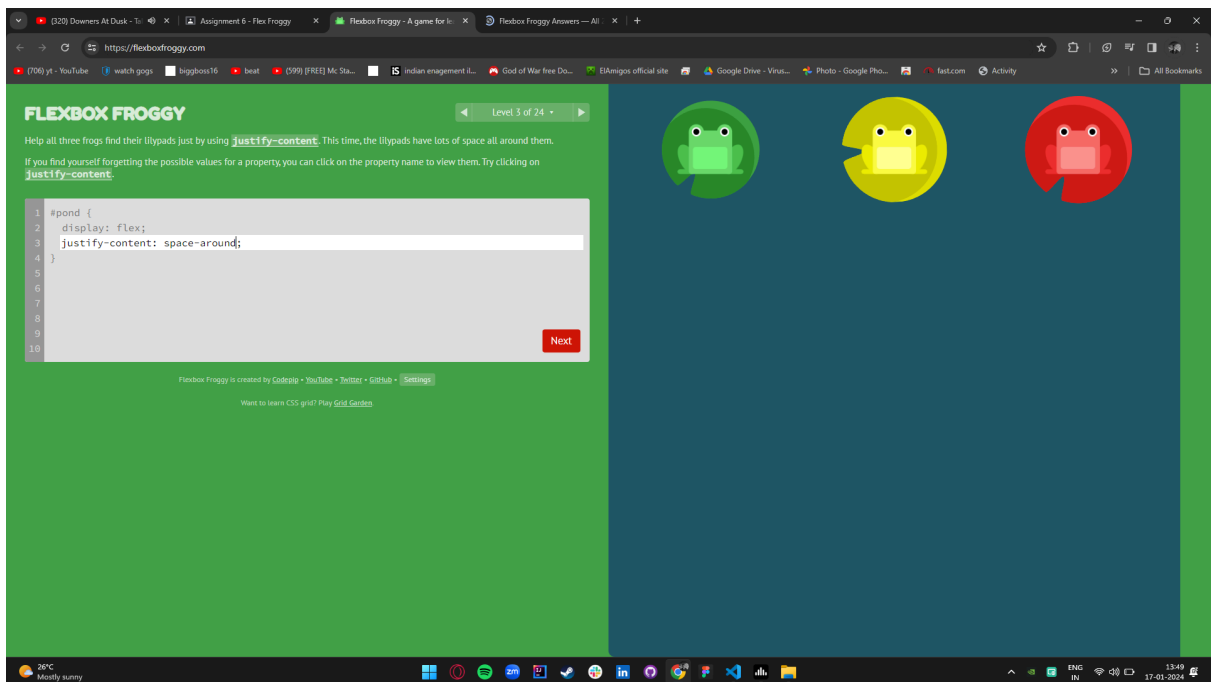 (320) Downers At Dusk - Tal
Assignment 6 - Flex Froggy
Flexbox Froggy - A game for le
Flexbox Froggy Answers — All
https://flexboxfroggy.com
(706) yt - YouTube
watch gogs
biggboss16
beat
(599) [FREE] Mc Sta...
indian enagement il...
God of War free Do...
ElAmigos official site
Google Drive - Virus...
Photo - Google Pho...
fast.com
Activity
All Bookmarks
FLEXBOX FROGGY
Level 3 of 24
Help all three frogs find their lilypads just by using justify-content. This time, the lilypads have lots of space all around them.
If you find yourself forgetting the possible values for a property, you can click on the property name to view them. Try clicking on
justify-content.
1 #pond {
2 display: flex;
3 justify-content: space-around;
4 }
5
6
7
8
9
10
Next
Flexbox Froggy is created by Codepip • YouTube • Twitter • GitHub • Settings
Want to learn CSS grid? Play Grid Garden
26°C
Mostly sunny
zm
in
ENG
IN
13:49
17-01-2024